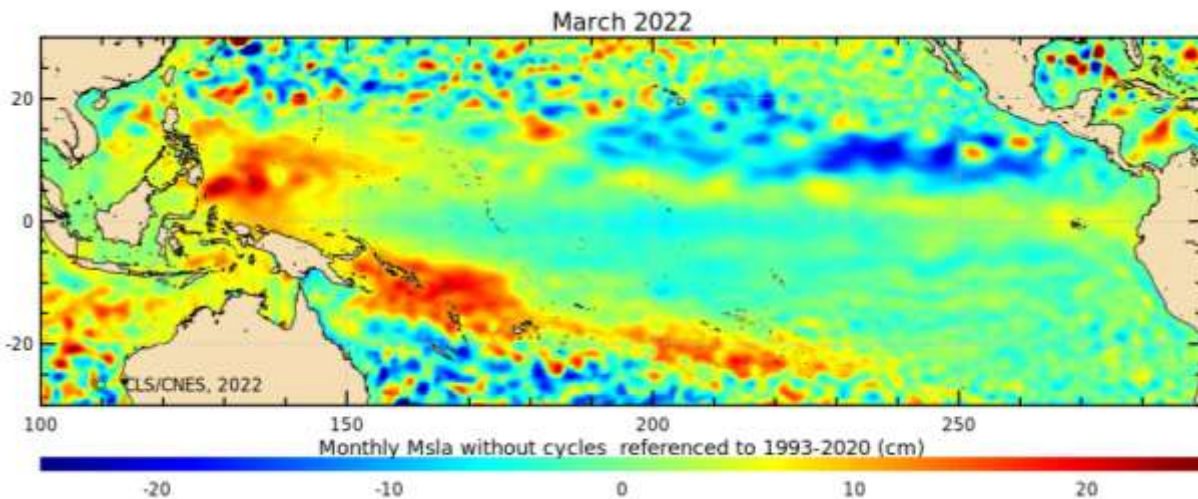 March 2022
20
0
-20
CLS/CNES, 2022
100 150 200 250
Monthly Msla without cycles referenced to 1993-2020 (cm)
-20 -10 0 10 20